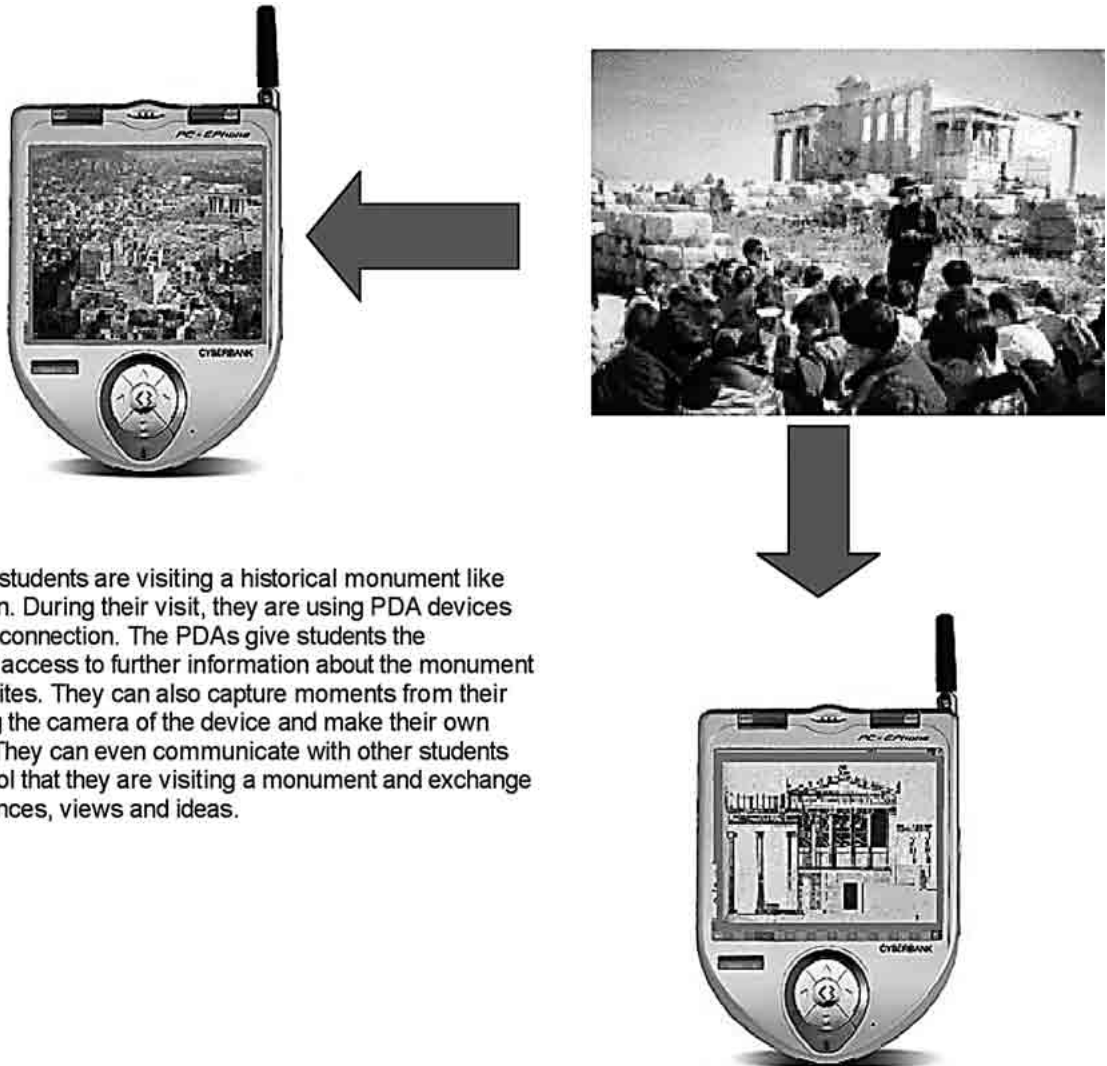 PC-EPhone
CYBERBANK
students are visiting a historical monument like
n. During their visit, they are using PDA devices
connection. The PDAs give students the
access to further information about the monument
ites. They can also capture moments from their
g the camera of the device and make their own
They can even communicate with other students
ol that they are visiting a monument and exchange
nces, views and ideas.
PC-EPhone
CYBERBANK